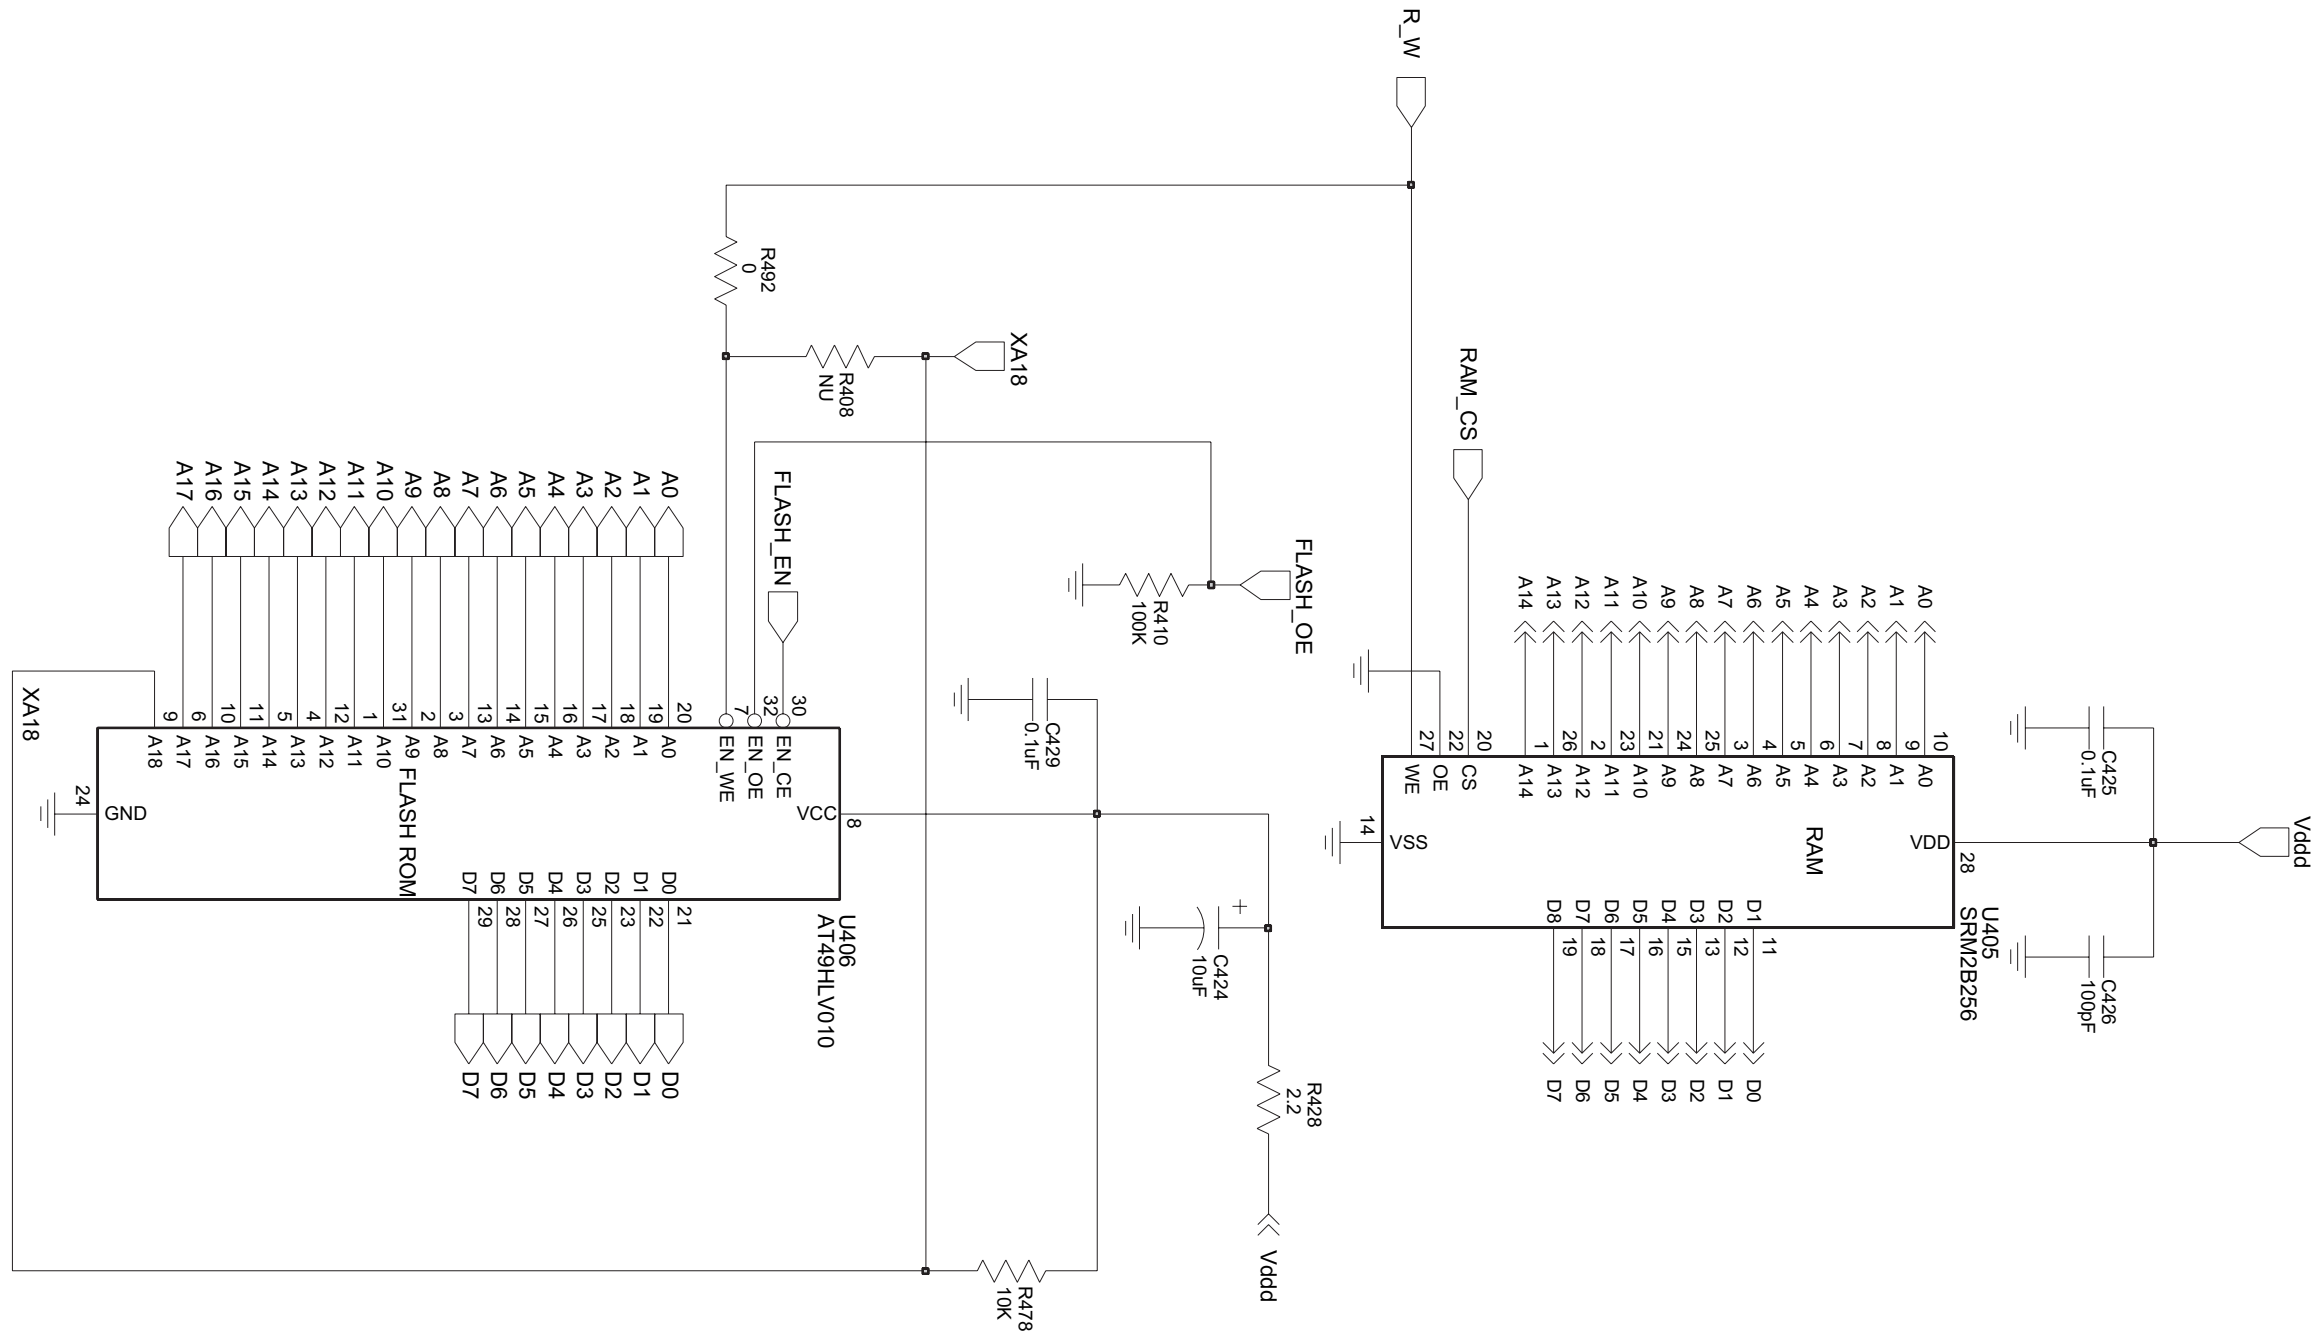 Vddd
C425
0.1uF
C426
100pF
U405
SRM2B256
28
VDD
RAM
A0 10 A0
A1 9 A1
A2 8 A2
A3 7 A3
A4 6 A4
A5 5 A5
A6 4 A6
A7 3 A7
A8 25 A8
A9 24 A9
A10 21 A10
A11 23 A11
A12 2 A12
A13 26 A13
A14 1 A14
D1 11 D0
D2 12 D1
D3 13 D2
D4 15 D3
D5 16 D4
D6 17 D5
D7 18 D6
D8 19 D7
RAM_CS
20 CS
22 OE
27 WE
R_W
14
VSS
FLASH_OE
R410
100K
R428
2.2
Vddd
+
C424
10uF
C429
0.1uF
R478
10K
XA18
R408
NU
R492
0
U406
AT49HLV010
8
VCC
FLASH ROM
FLASH_EN
30 EN_CE
32 EN_OE
7 EN_WE
A0 20 A0
A1 19 A1
A2 18 A2
A3 17 A3
A4 16 A4
A5 15 A5
A6 14 A6
A7 13 A7
A8 3 A8
A9 2 A9
A10 31 A10
A11 1 A11
A12 12 A12
A13 4 A13
A14 5 A14
A15 11 A15
A16 10 A16
A17 6 A17
9 A18
D0 21 D0
D1 22 D1
D2 23 D2
D3 25 D3
D4 26 D4
D5 27 D5
D6 28 D6
D7 29 D7
24
GND
XA18